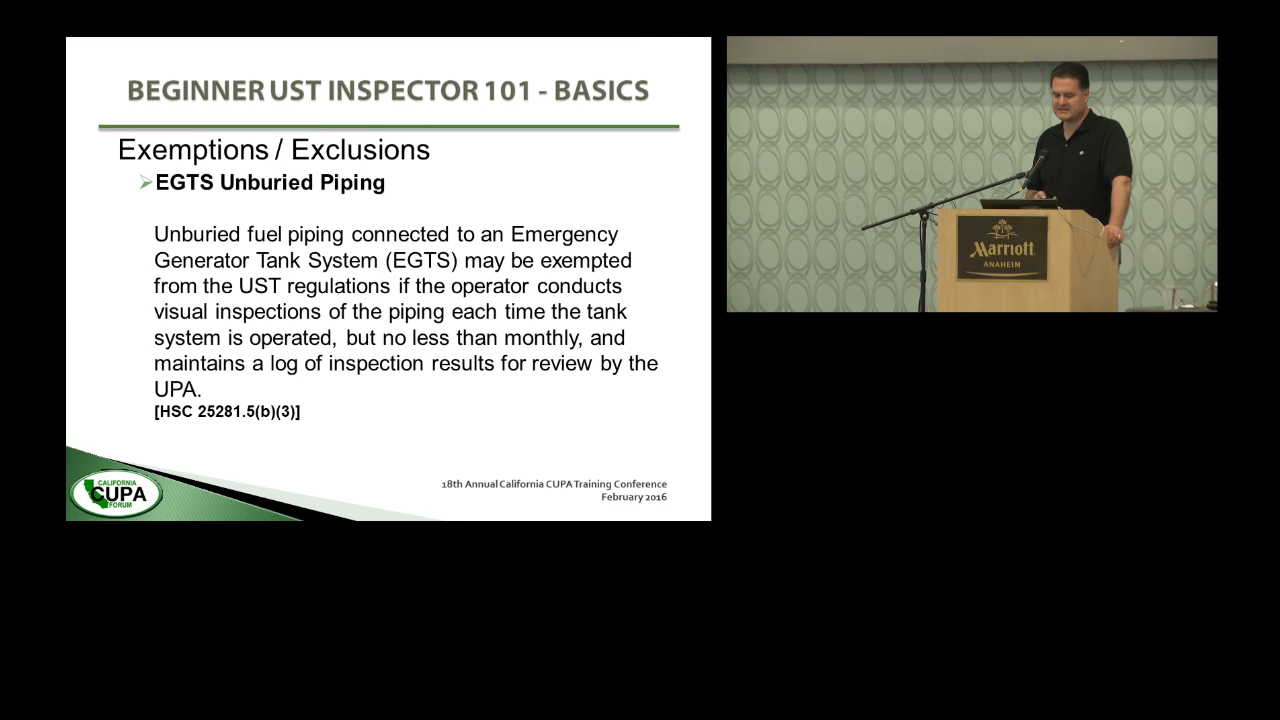 BEGINNER UST INSPECTOR 101 - BASICS
Exemptions / Exclusions
EGTS Unburied Piping
Unburied fuel piping connected to an Emergency
Generator Tank System (EGTS) may be exempted
from the UST regulations if the operator conducts
visual inspections of the piping each time the tank
system is operated, but no less than monthly, and
maintains a log of inspection results for review by the
UPA.
[HSC 25281.5(b)(3)]
18th Annual California CUPA Training Conference
February 2016
CALIFORNIA
CUPA
FORUM
Marriott
ANAHEIM